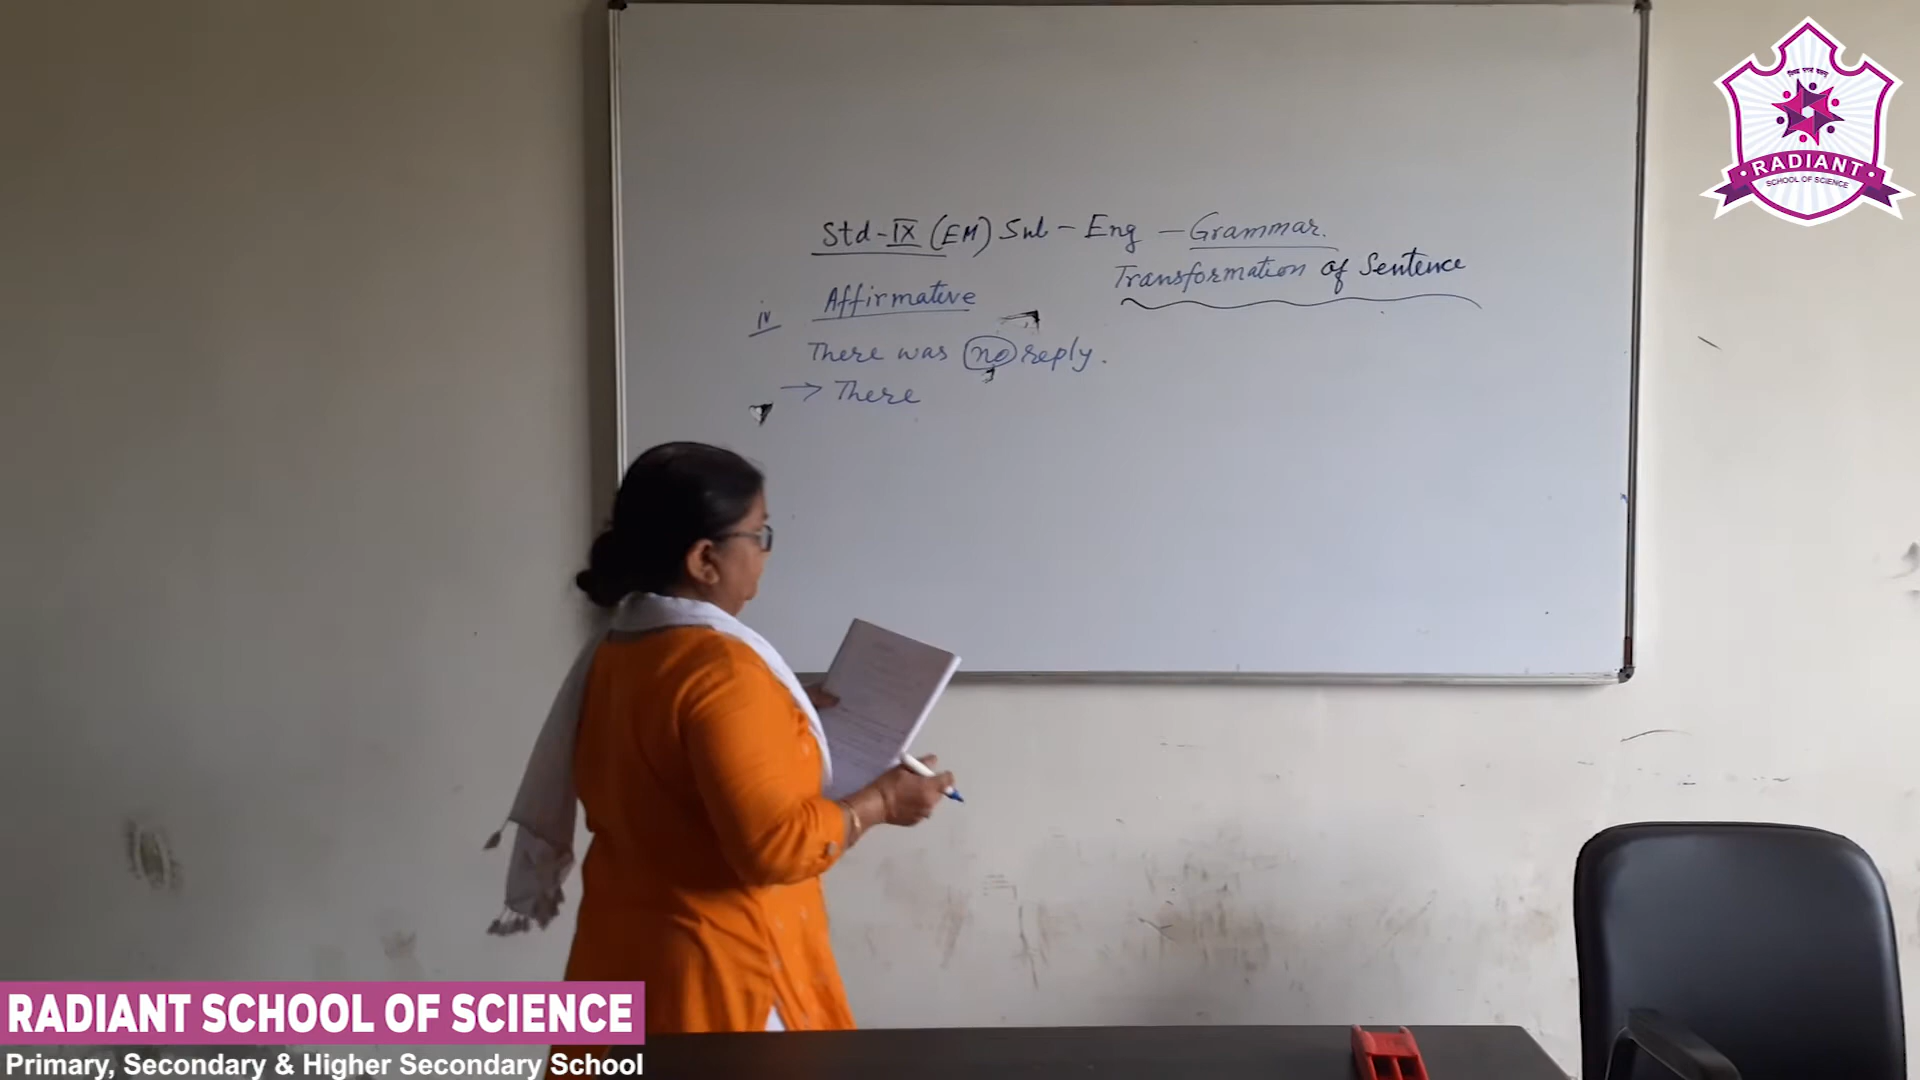 Std-IX (EM) Sub - Eng - Grammar.
Transformation of Sentence
iv Affirmative
There was no reply.
→ There
RADIANT
SCHOOL OF SCIENCE
RADIANT SCHOOL OF SCIENCE
Primary, Secondary & Higher Secondary School